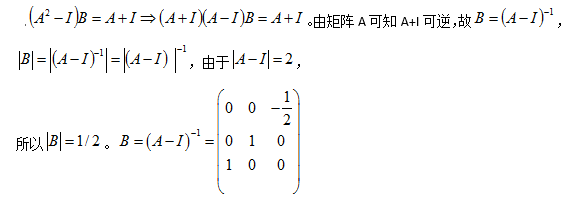 .(A²−I)B=A+I⇒(A+I)(A−I)B=A+I 。由矩阵 A 可知 A+I 可逆，故 B=(A−I)⁻¹，
|B|=|(A−I)⁻¹|=|(A−I) |⁻¹，由于|A−I|=2，
0 0 −1/2
所以|B|=1/2 。B=(A−I)⁻¹= 0 1 0
1 0 0